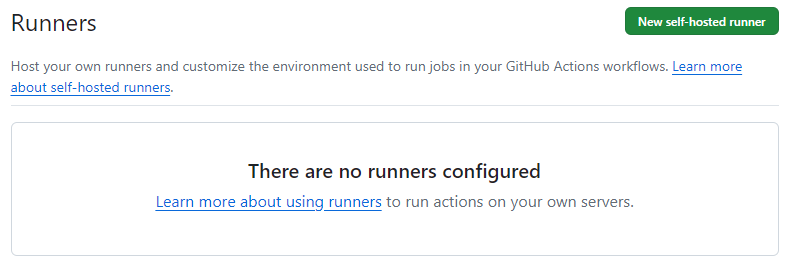 Runners
New self-hosted runner
Host your own runners and customize the environment used to run jobs in your GitHub Actions workflows. Learn more
about self-hosted runners.
There are no runners configured
Learn more about using runners to run actions on your own servers.